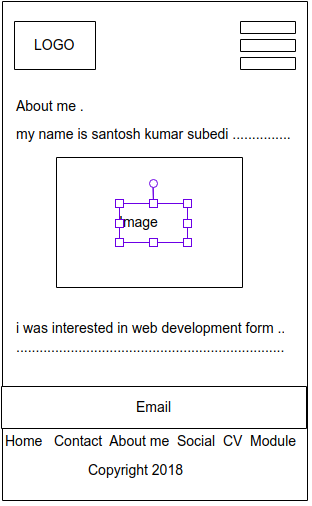 LOGO
About me .
my name is santosh kumar subedi ...............
image
i was interested in web development form ..
....................................................................
Email
Home Contact About me Social CV Module
Copyright 2018